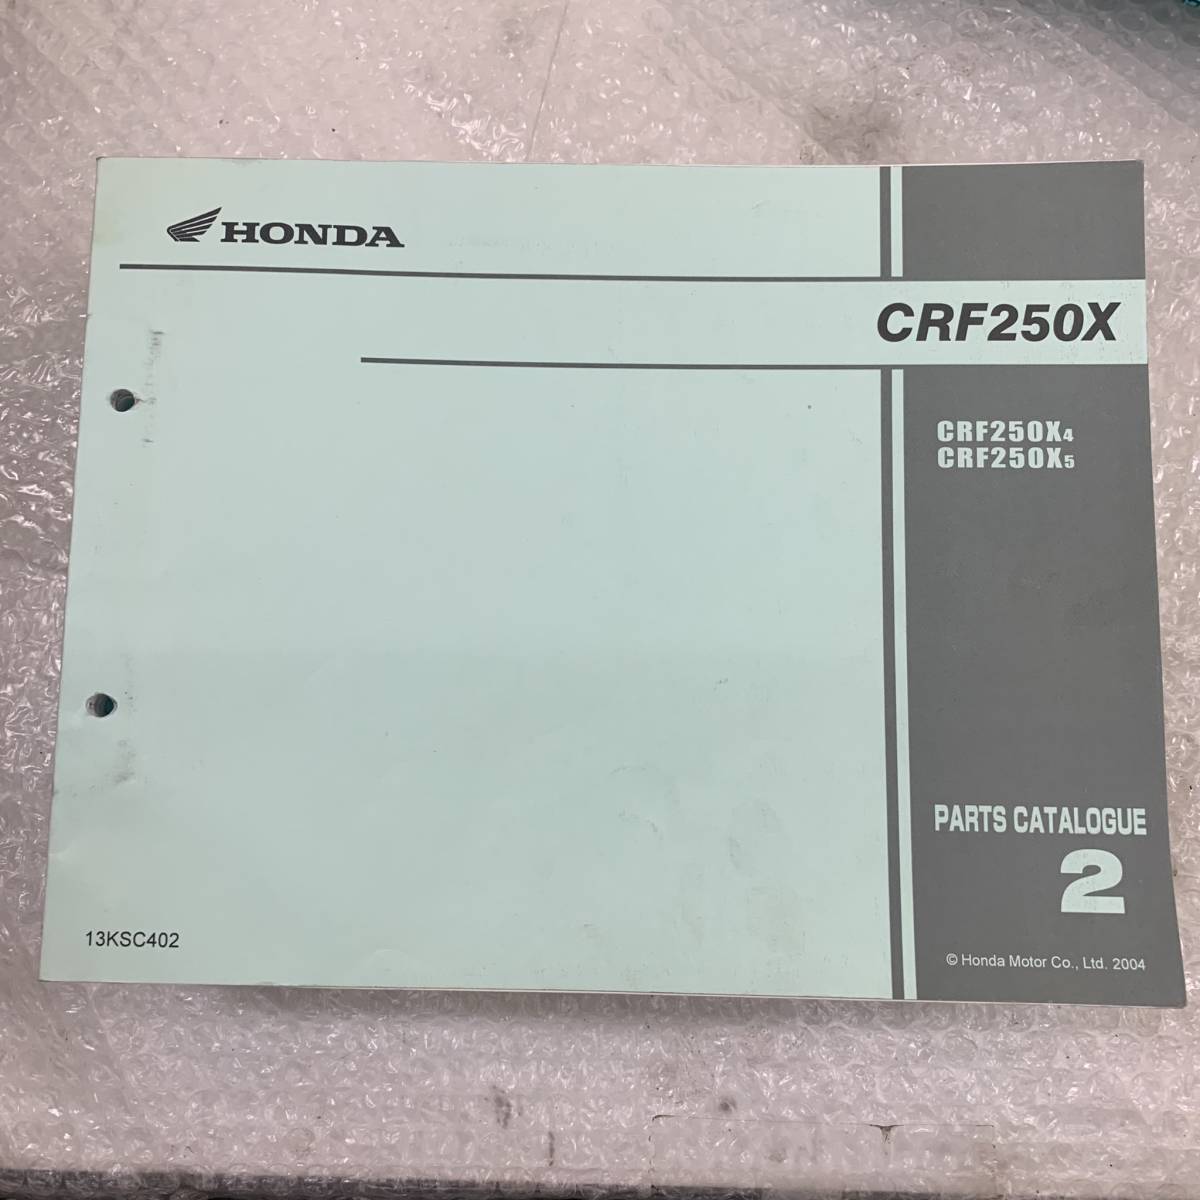 HONDA
CRF250X
CRF250X4
CRF250X5
PARTS CATALOGUE
2
13KSC402
© Honda Motor Co., Ltd. 2004